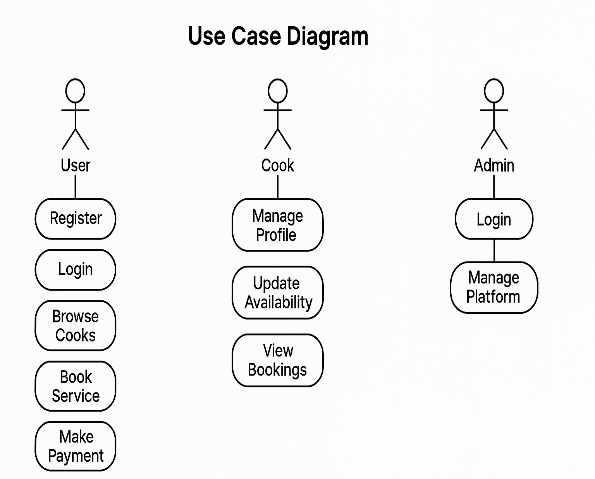 Use Case Diagram
User
Register
Login
Browse
Cooks
Book
Service
Make
Payment
Cook
Manage
Profile
Update
Availability
View
Bookings
Admin
Login
Manage
Platform